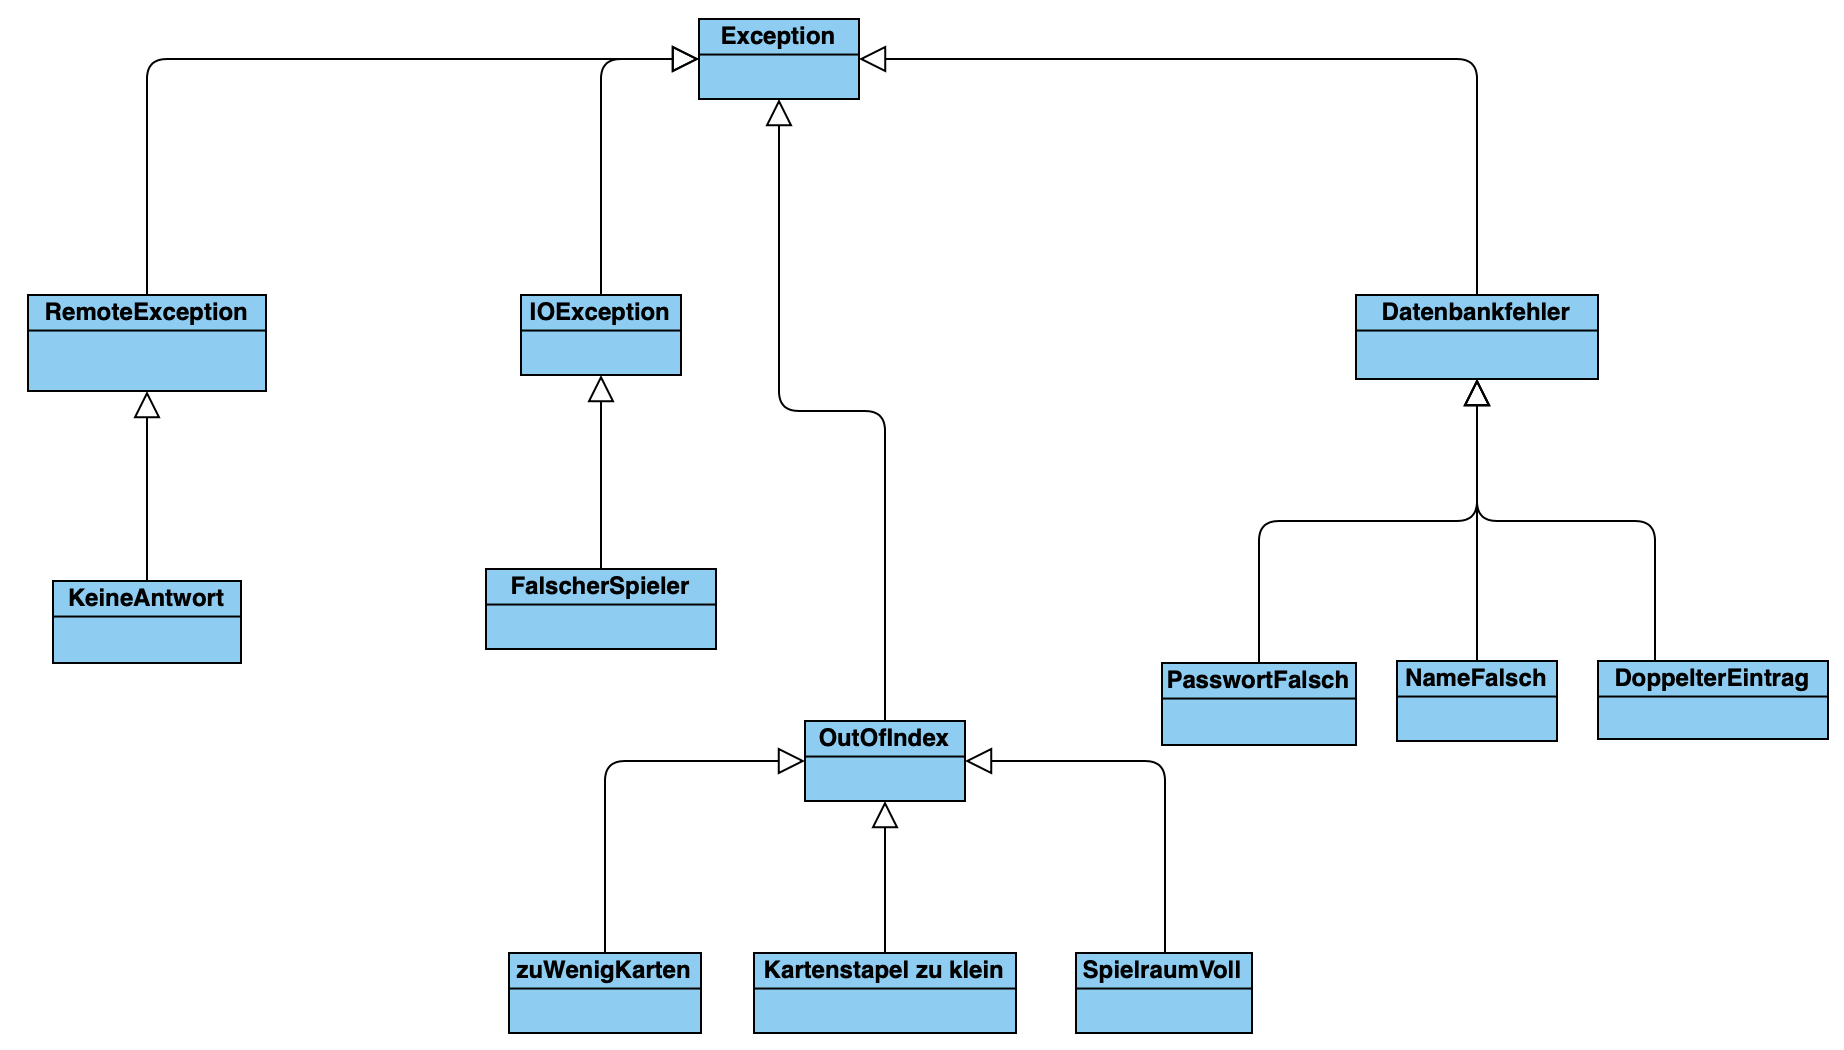 Exception
RemoteException
IOException
Datenbankfehler
KeineAntwort
FalscherSpieler
PasswortFalsch
NameFalsch
DoppelterEintrag
OutOfIndex
zuWenigKarten
Kartenstapel zu klein
SpielraumVoll